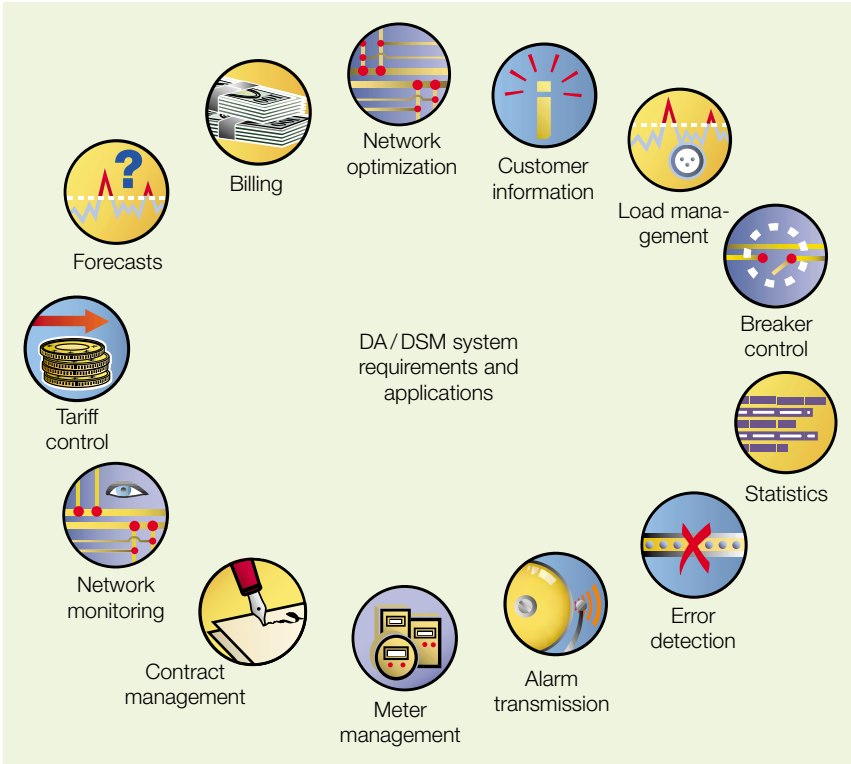 Network
optimization
Customer
information
Billing
Load mana-
gement
Forecasts
Breaker
control
DA / DSM system
requirements and
applications
Tariff
control
Statistics
Network
monitoring
Error
detection
Contract
management
Alarm
transmission
Meter
management